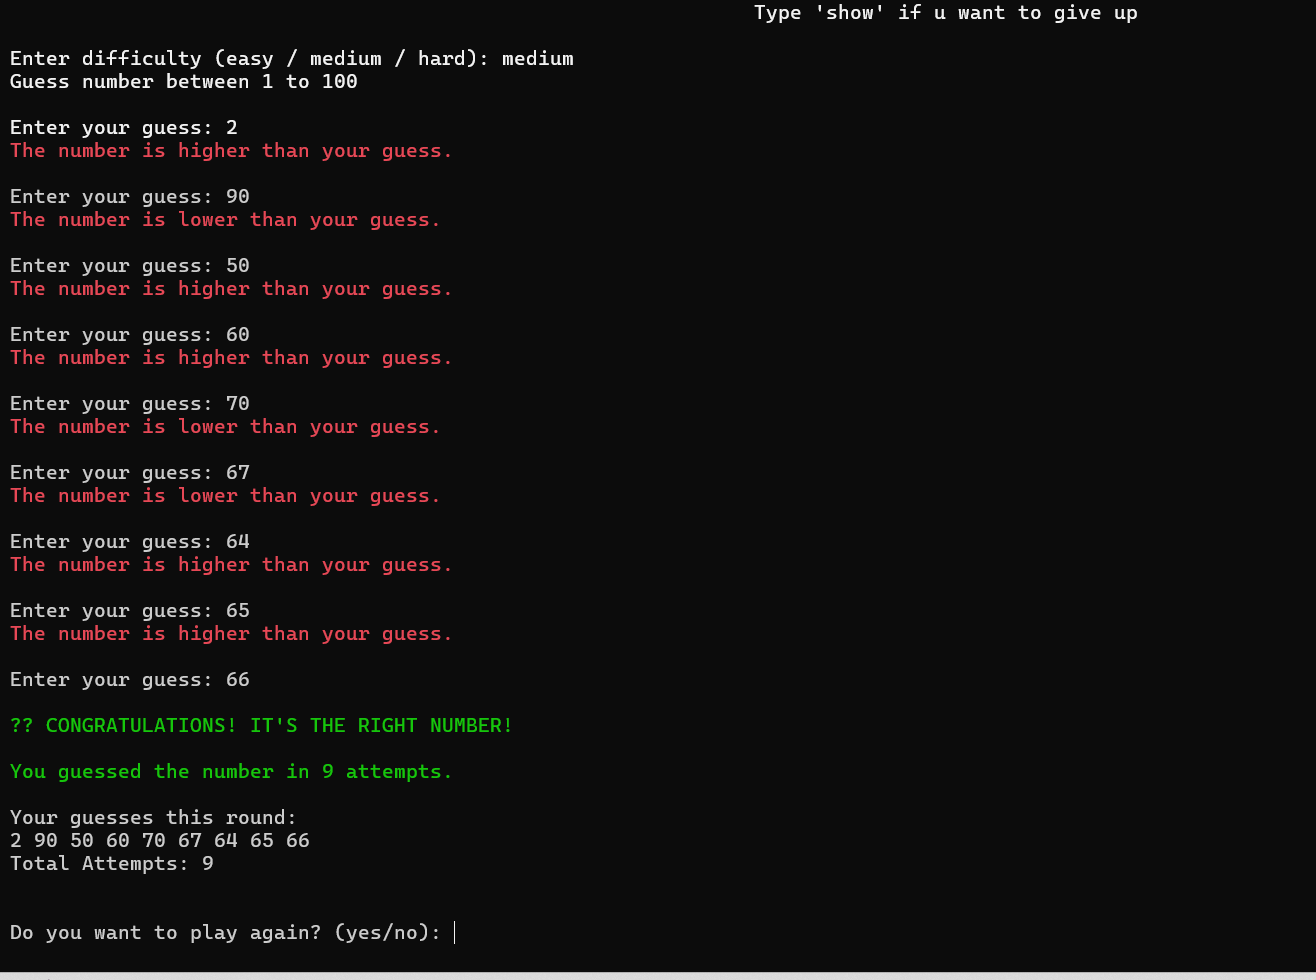 Type 'show' if u want to give up
Enter difficulty (easy / medium / hard): medium
Guess number between 1 to 100
Enter your guess: 2
The number is higher than your guess.
Enter your guess: 90
The number is lower than your guess.
Enter your guess: 50
The number is higher than your guess.
Enter your guess: 60
The number is higher than your guess.
Enter your guess: 70
The number is lower than your guess.
Enter your guess: 67
The number is lower than your guess.
Enter your guess: 64
The number is higher than your guess.
Enter your guess: 65
The number is higher than your guess.
Enter your guess: 66
?? CONGRATULATIONS! IT'S THE RIGHT NUMBER!
You guessed the number in 9 attempts.
Your guesses this round:
2 90 50 60 70 67 64 65 66
Total Attempts: 9
Do you want to play again? (yes/no):